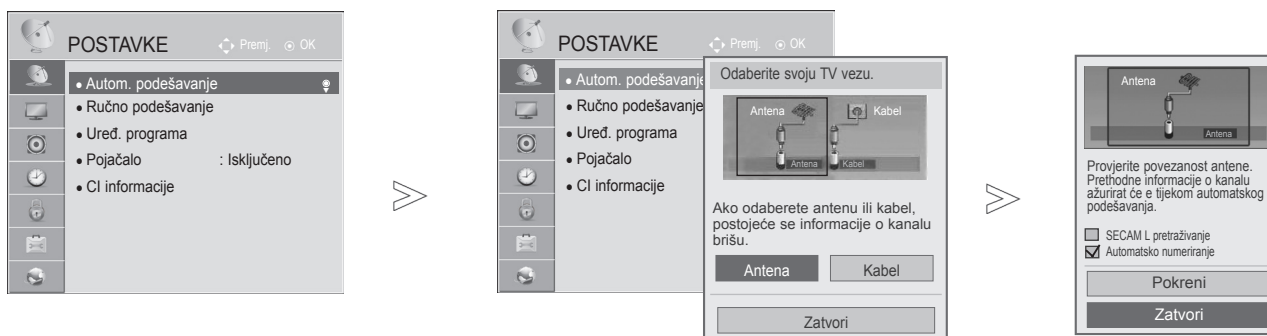 POSTAVKE
Premj. OK
• Autom. podešavanje
• Ručno podešavanje
• Uređ. programa
• Pojačalo : Isključeno
• CI informacije
POSTAVKE
Premj. OK
• Autom. podešavanje
• Ručno podešavanje
• Uređ. programa
• Pojačalo
• CI informacije
Odaberite svoju TV vezu.
Antena Kabel
Antena Kabel
Ako odaberete antenu ili kabel,
postojeće se informacije o kanalu
brišu.
Antena Kabel
Zatvori
Antena
Antena
Provjerite povezanost antene.
Prethodne informacije o kanalu
ažurirat će e tijekom automatskog
podešavanja.
SECAM L pretraživanje
Automatsko numeriranje
Pokreni
Zatvori